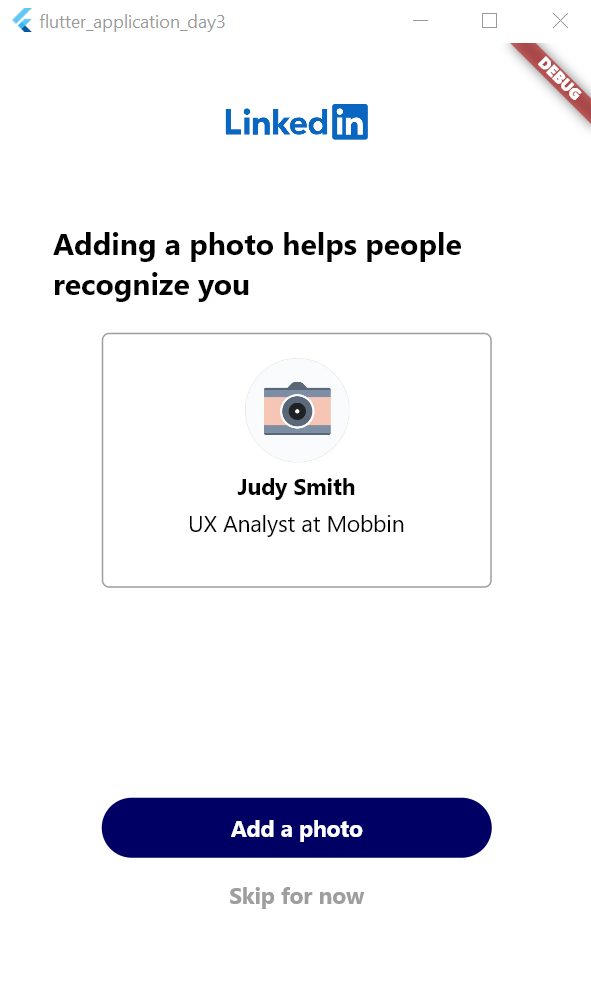 flutter_application_day3
DEBUG
Linkedin
Adding a photo helps people
recognize you
Judy Smith
UX Analyst at Mobbin
Add a photo
Skip for now